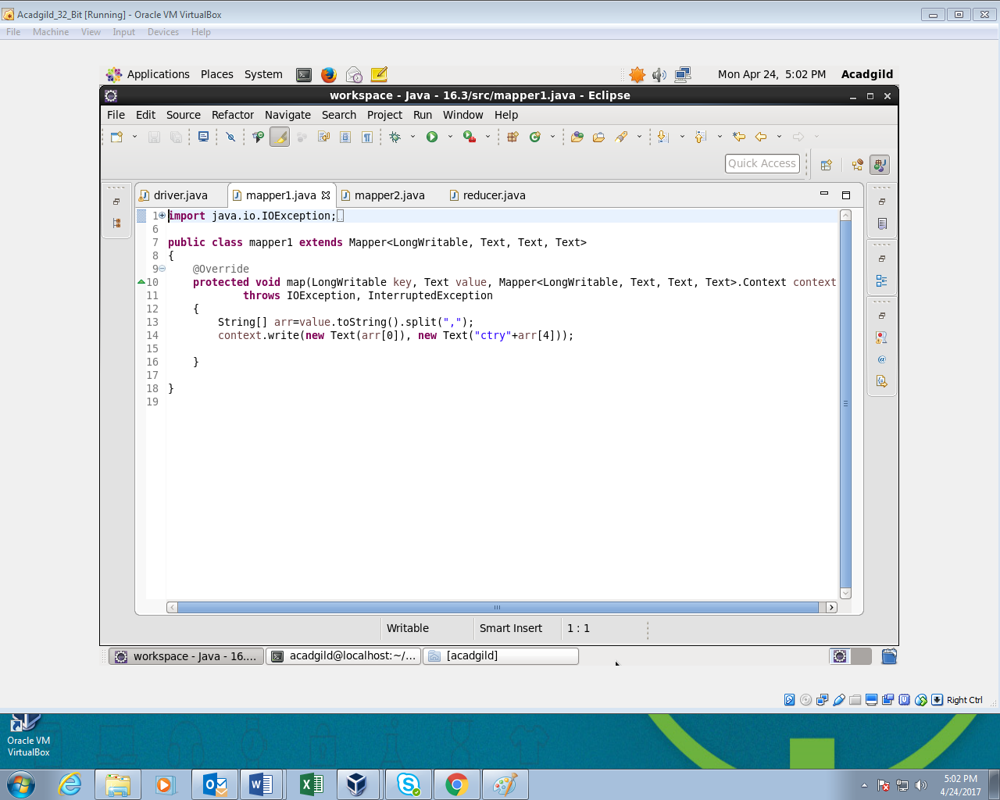 Acadgild_32_Bit [Running] - Oracle VM VirtualBox
File Machine View Input Devices Help
Applications Places System Mon Apr 24, 5:02 PM Acadgild
workspace - Java - 16.3/src/mapper1.java - Eclipse
File Edit Source Refactor Navigate Search Project Run Window Help
Quick Access
driver.java mapper1.java mapper2.java reducer.java
1 import java.io.IOException;
6
7 public class mapper1 extends Mapper<LongWritable, Text, Text, Text>
8 {
9 @Override
10 protected void map(LongWritable key, Text value, Mapper<LongWritable, Text, Text, Text>.Context context
11 throws IOException, InterruptedException
12 {
13 String[] arr=value.toString().split(",");
14 context.write(new Text(arr[0]), new Text("ctry"+arr[4]));
15
16 }
17
18 }
19
Writable Smart Insert 1 : 1
workspace - Java - 16.... acadgild@localhost:~/... [acadgild]
Right Ctrl
Oracle VM
VirtualBox
5:02 PM
4/24/2017